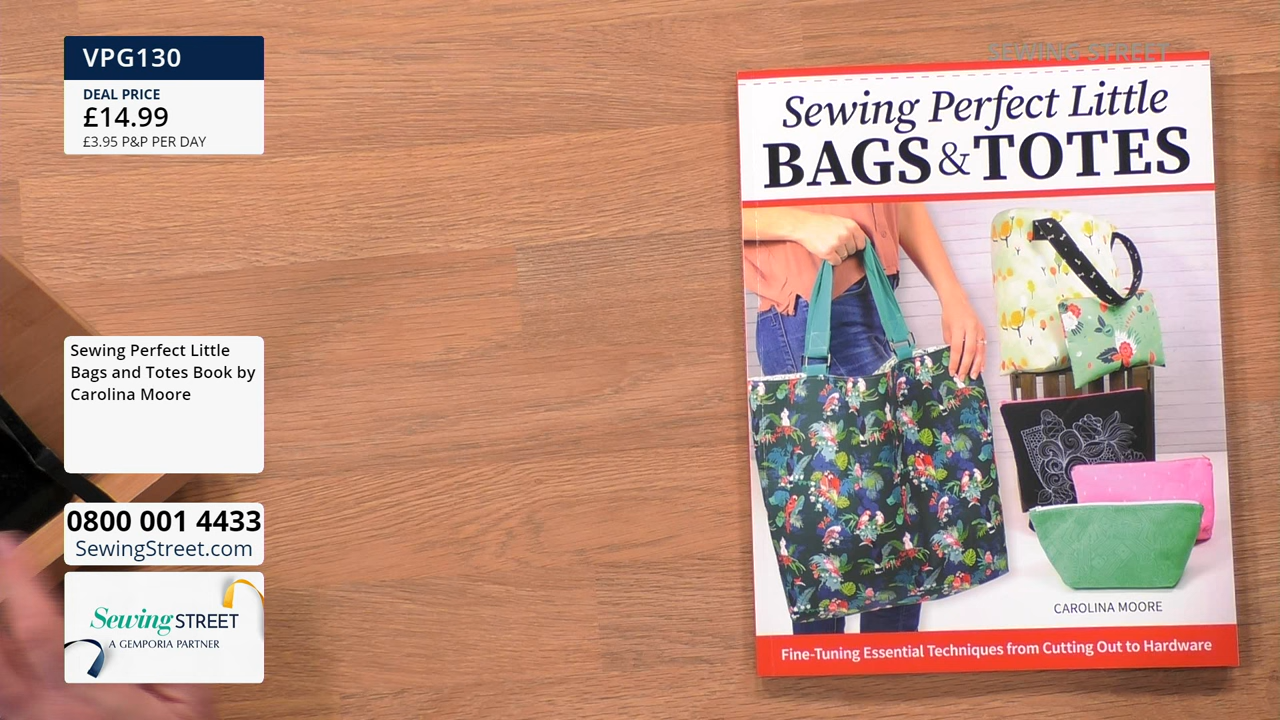 VPG130
DEAL PRICE
£14.99
£3.95 P&P PER DAY
Sewing Perfect Little
Bags and Totes Book by
Carolina Moore
0800 001 4433
SewingStreet.com
Sewing STREET
A GEMPORIA PARTNER
SEWING STREET
Sewing Perfect Little
BAGS & TOTES
CAROLINA MOORE
Fine-Tuning Essential Techniques from Cutting Out to Hardware